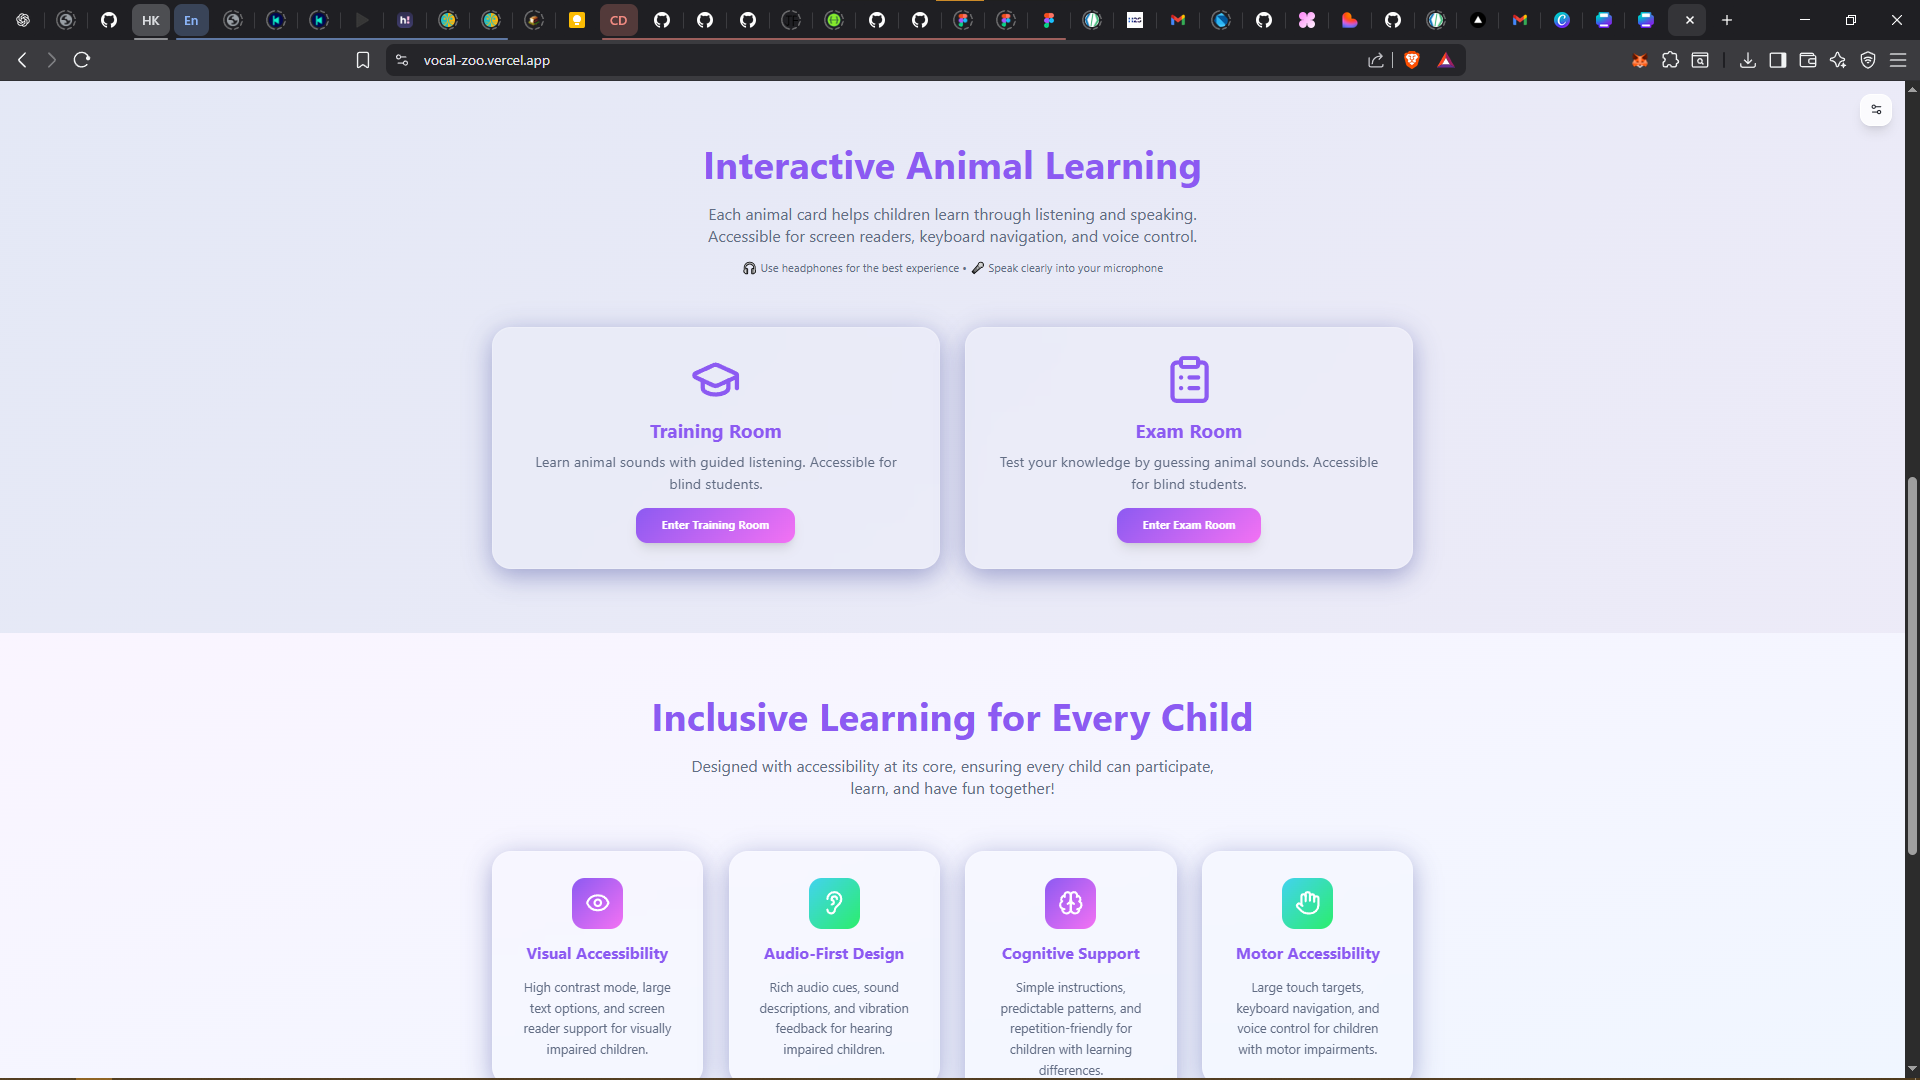 HK
En
h!
CD
vocal-zoo.vercel.app
Interactive Animal Learning
Each animal card helps children learn through listening and speaking.
Accessible for screen readers, keyboard navigation, and voice control.
🎧 Use headphones for the best experience • 🎤 Speak clearly into your microphone
Training Room
Learn animal sounds with guided listening. Accessible for
blind students.
Enter Training Room
Exam Room
Test your knowledge by guessing animal sounds. Accessible
for blind students.
Enter Exam Room
Inclusive Learning for Every Child
Designed with accessibility at its core, ensuring every child can participate,
learn, and have fun together!
Visual Accessibility
High contrast mode, large
text options, and screen
reader support for visually
impaired children.
Audio-First Design
Rich audio cues, sound
descriptions, and vibration
feedback for hearing
impaired children.
Cognitive Support
Simple instructions,
predictable patterns, and
repetition-friendly for
children with learning
differences.
Motor Accessibility
Large touch targets,
keyboard navigation, and
voice control for children
with motor impairments.